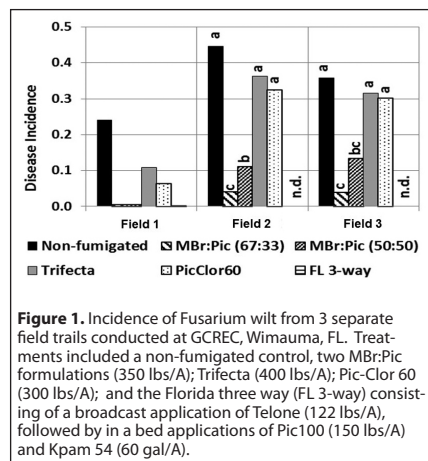 0.5
a
a
0.4
a
a
a
a
0.3
Disease Incidence
0.2
bc
b
0.1
c
n.d.
c
n.d.
0.0
Field 1 Field 2 Field 3
Non-fumigated MBr:Pic (67:33) MBr:Pic (50:50)
Trifecta PicClor60 FL 3-way
Figure 1. Incidence of Fusarium wilt from 3 separate
field trails conducted at GCREC, Wimauma, FL. Treat-
ments included a non-fumigated control, two MBr:Pic
formulations (350 lbs/A); Trifecta (400 lbs/A); Pic-Clor 60
(300 lbs/A); and the Florida three way (FL 3-way) consist-
ing of a broadcast application of Telone (122 lbs/A),
followed by in a bed applications of Pic100 (150 lbs/A)
and Kpam 54 (60 gal/A).